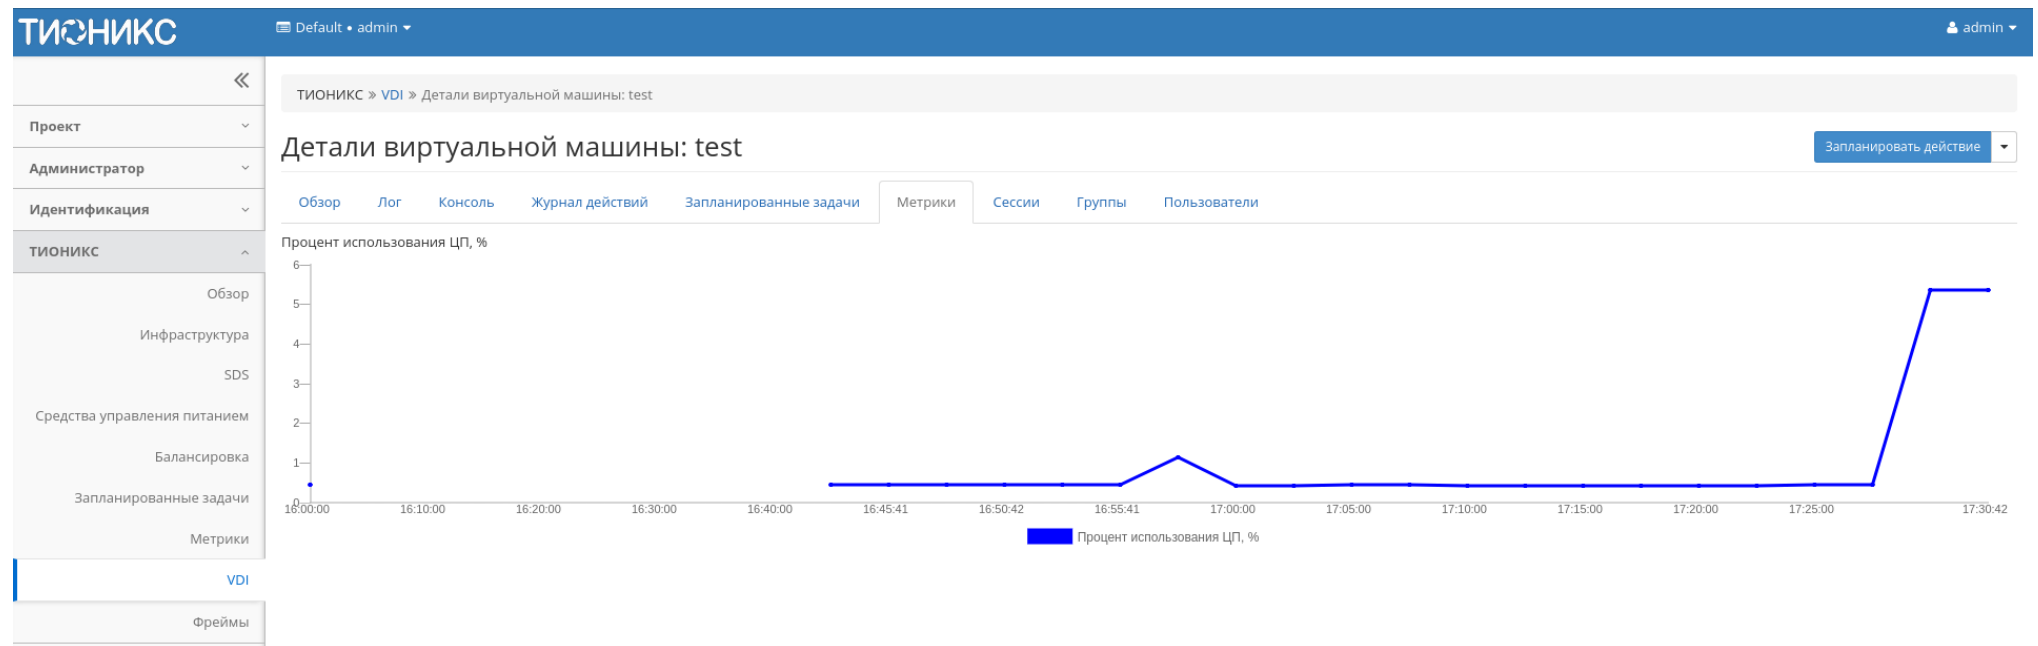 ТИОНИКС
Default • admin
admin
ТИОНИКС » VDI » Детали виртуальной машины: test
Проект
Администратор
Идентификация
ТИОНИКС
Обзор
Инфраструктура
SDS
Средства управления питанием
Балансировка
Запланированные задачи
Метрики
VDI
Фреймы
Детали виртуальной машины: test
Запланировать действие
Обзор Лог Консоль Журнал действий Запланированные задачи Метрики Сессии Группы Пользователи
Процент использования ЦП, %
6
5
4
3
2
1
0
16:00:00 16:10:00 16:20:00 16:30:00 16:40:00 16:45:41 16:50:42 16:55:41 17:00:00 17:05:00 17:10:00 17:15:00 17:20:00 17:25:00 17:30:42
Процент использования ЦП, %